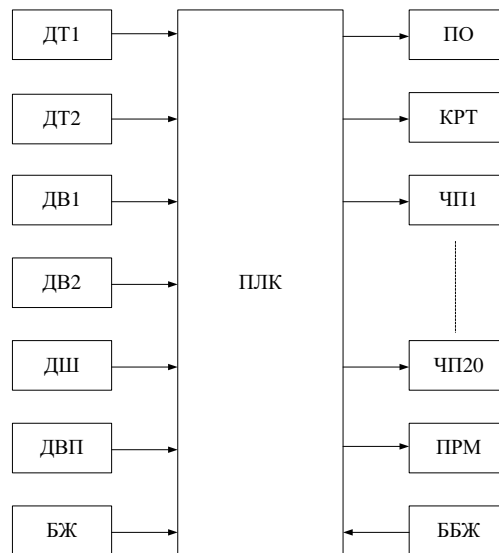 ДТ1
ПО
ДТ2
КРТ
ДВ1
ЧП1
ДВ2
ПЛК
ДШ
ЧП20
ДВП
ПРМ
БЖ
ББЖ